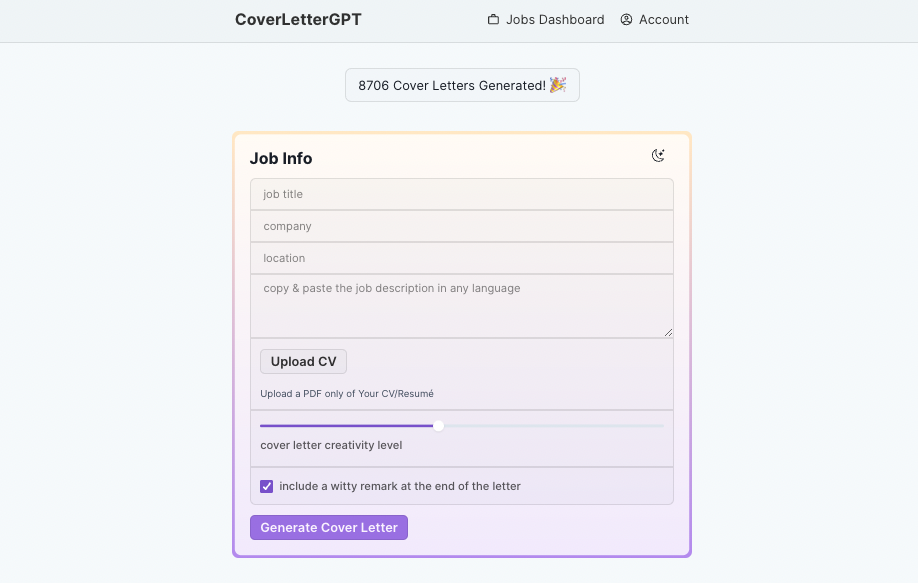 CoverLetterGPT
Jobs Dashboard
Account
8706 Cover Letters Generated! 🎉
Job Info
job title
company
location
copy & paste the job description in any language
Upload CV
Upload a PDF only of Your CV/Resumé
cover letter creativity level
include a witty remark at the end of the letter
Generate Cover Letter